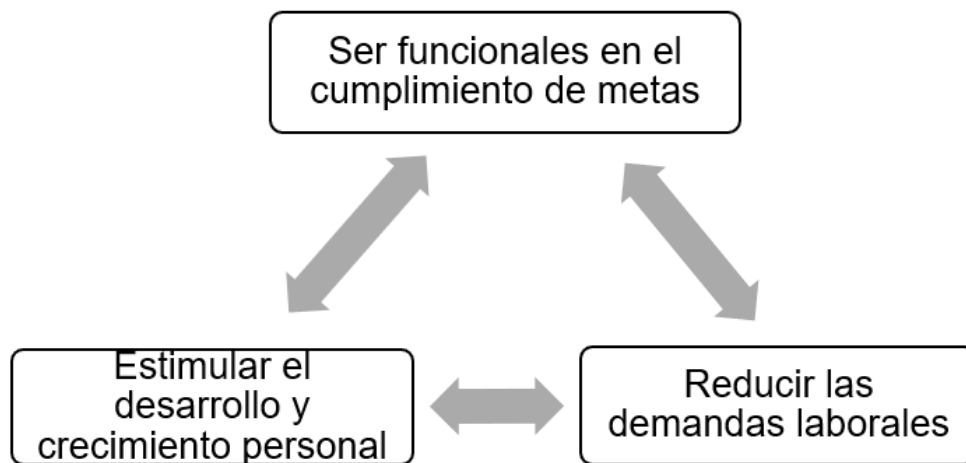 Ser funcionales en el
cumplimiento de metas
Estimular el
desarrollo y
crecimiento personal
Reducir las
demandas laborales